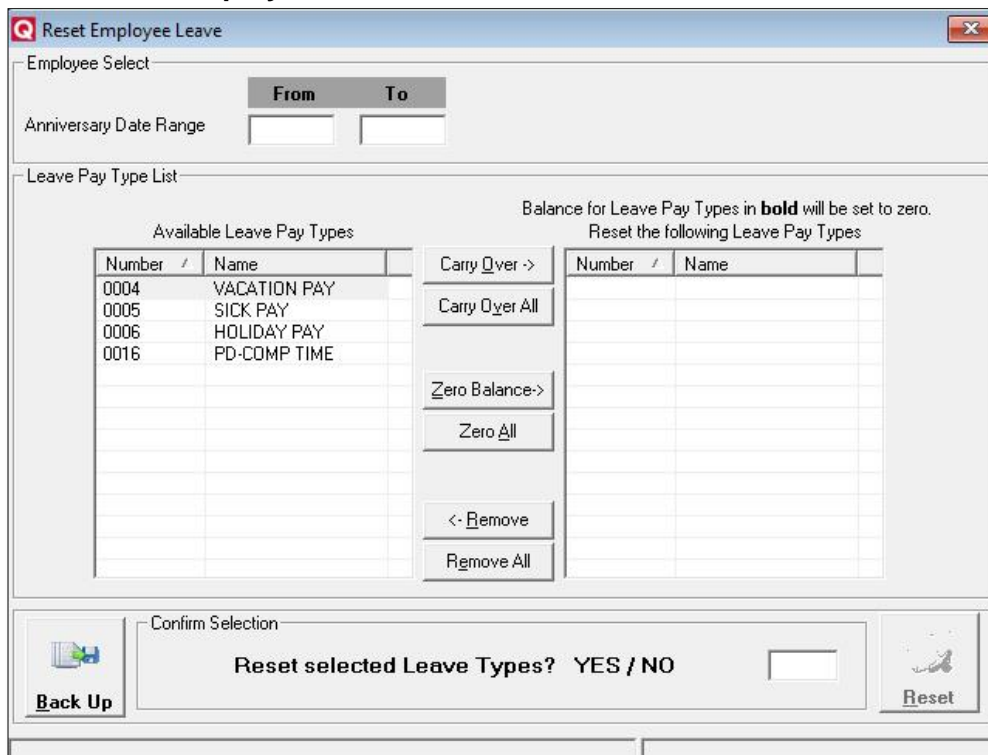 Reset Employee Leave
Employee Select
From To
Anniversary Date Range
Leave Pay Type List
Balance for Leave Pay Types in bold will be set to zero.
Available Leave Pay Types
Reset the following Leave Pay Types
Number / Name
0004 VACATION PAY
0005 SICK PAY
0006 HOLIDAY PAY
0016 PD-COMP TIME
Carry Over ->
Carry Over All
Zero Balance->
Zero All
<- Remove
Remove All
Number / Name
Back Up
Confirm Selection
Reset selected Leave Types? YES / NO
Reset